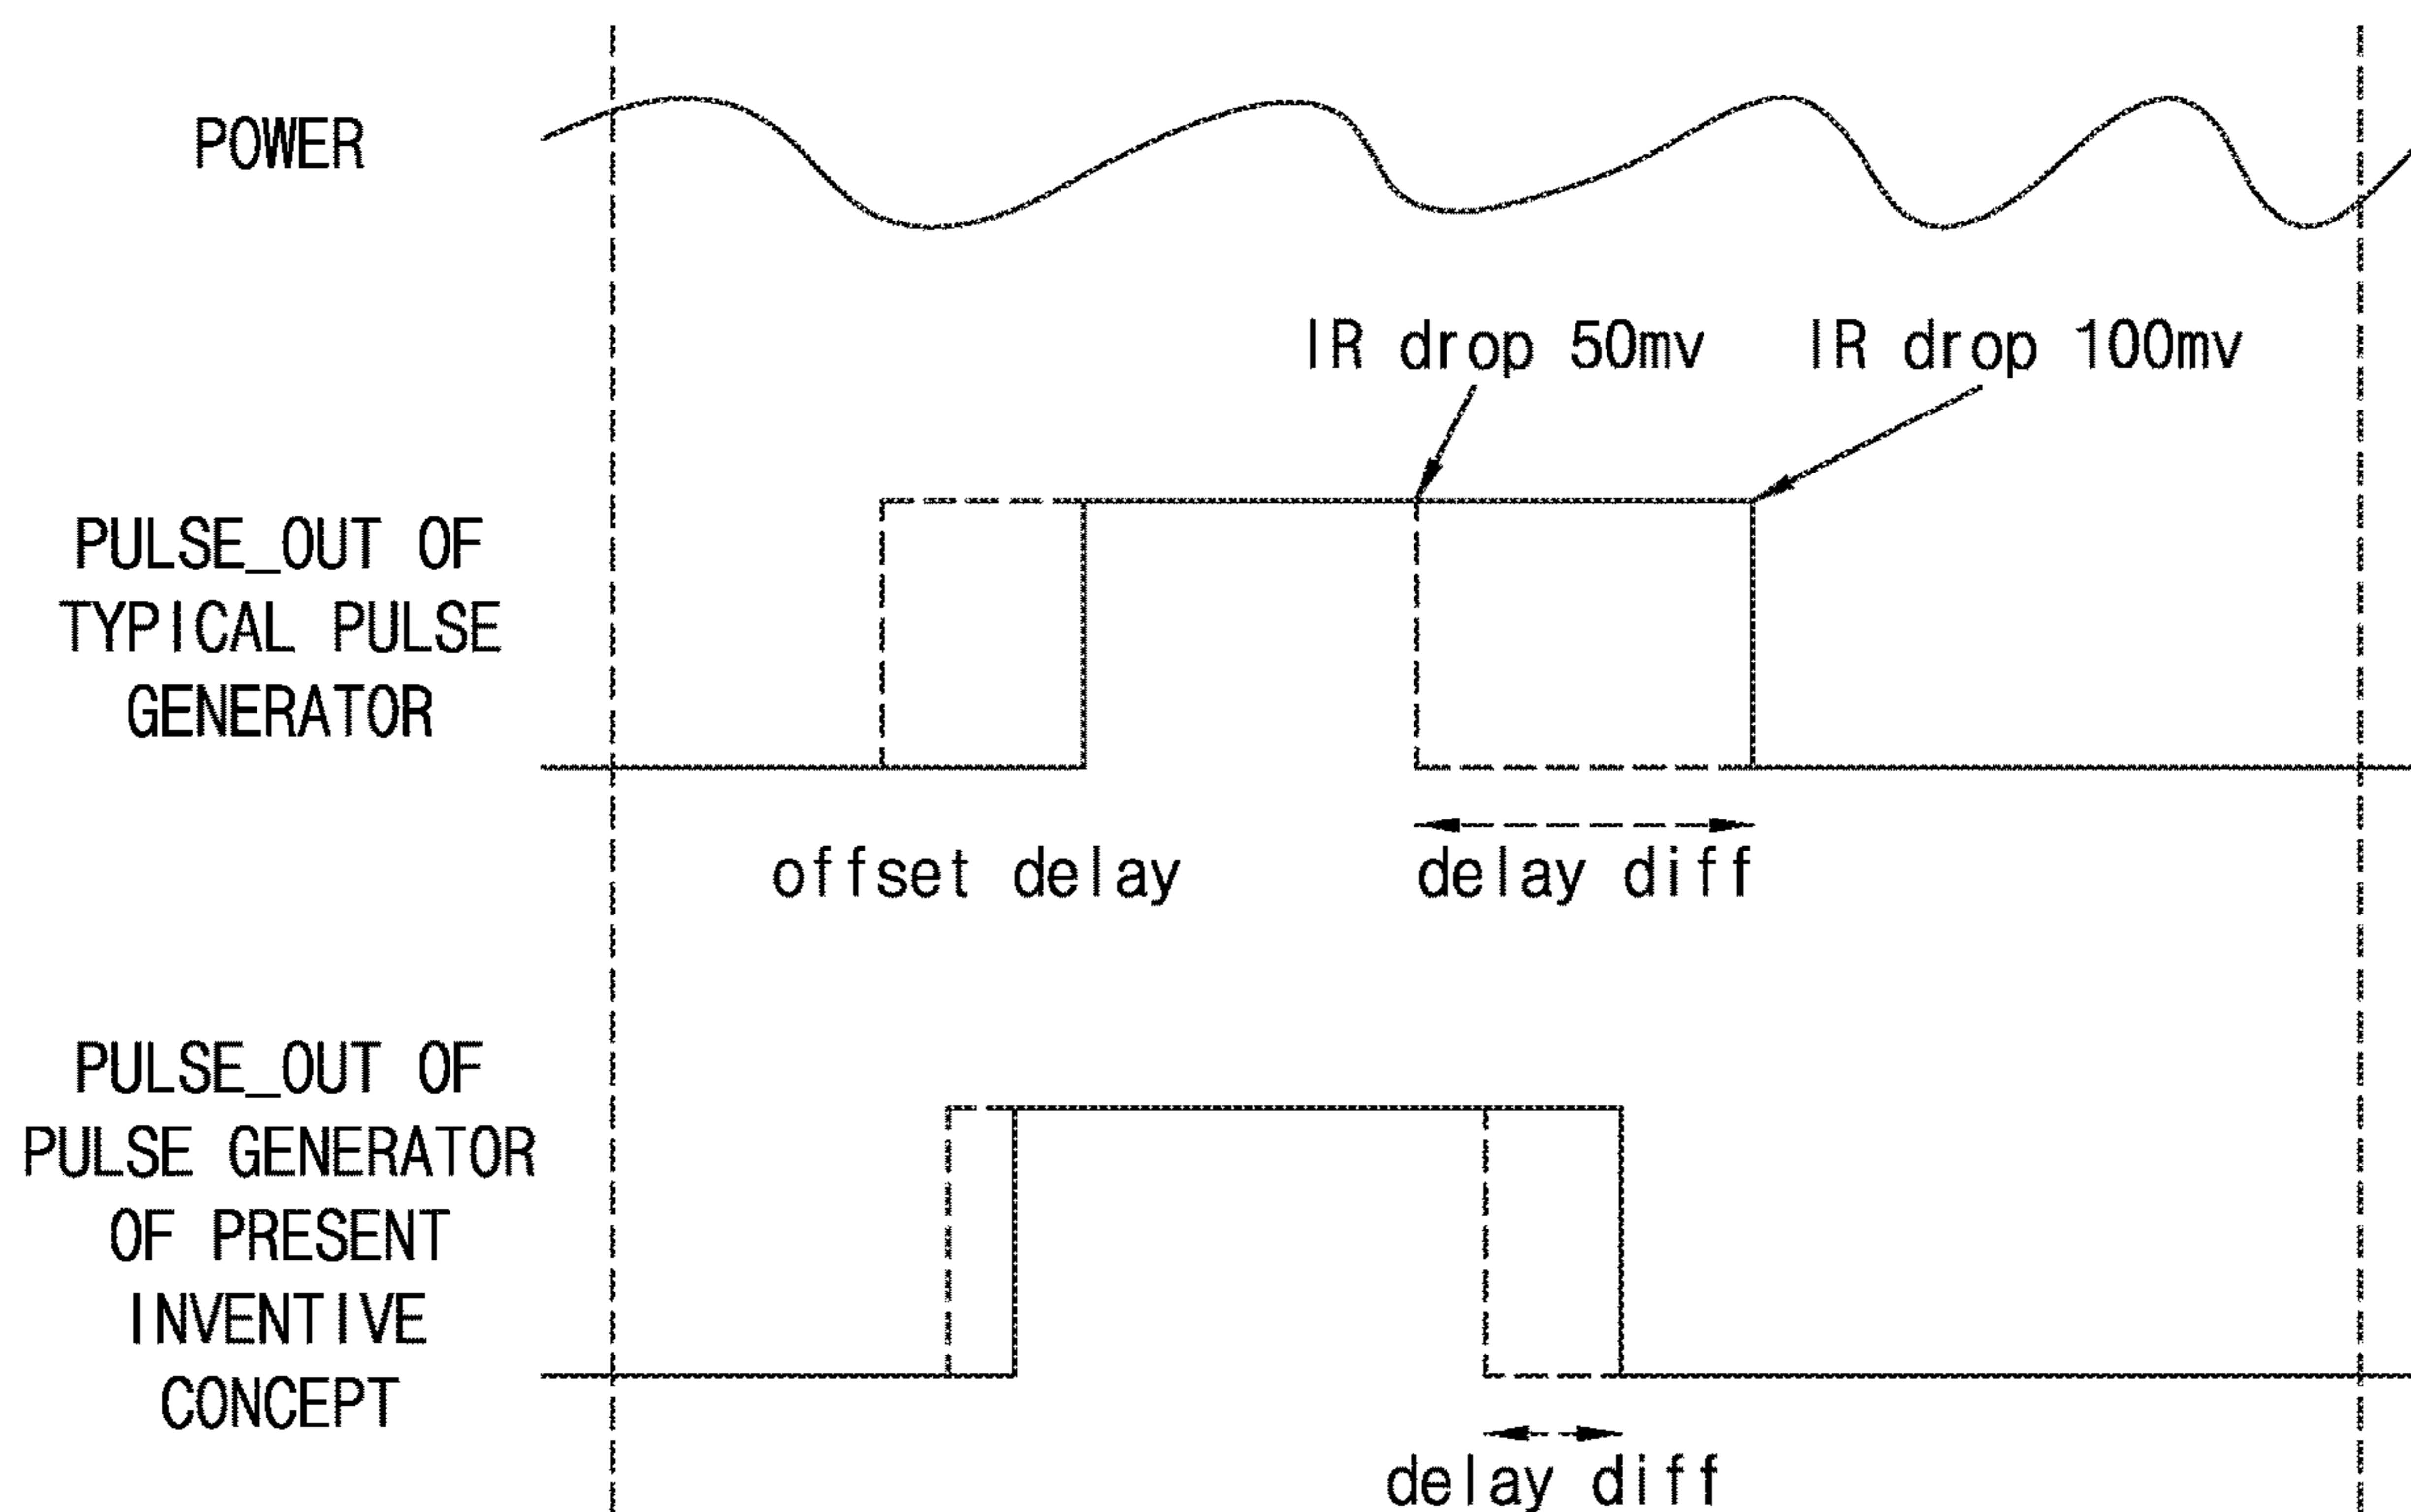 POWER
IR drop 50mv
IR drop 100mv
PULSE_OUT OF
TYPICAL PULSE
GENERATOR
offset delay
delay diff
PULSE_OUT OF
PULSE GENERATOR
OF PRESENT
INVENTIVE
CONCEPT
delay diff